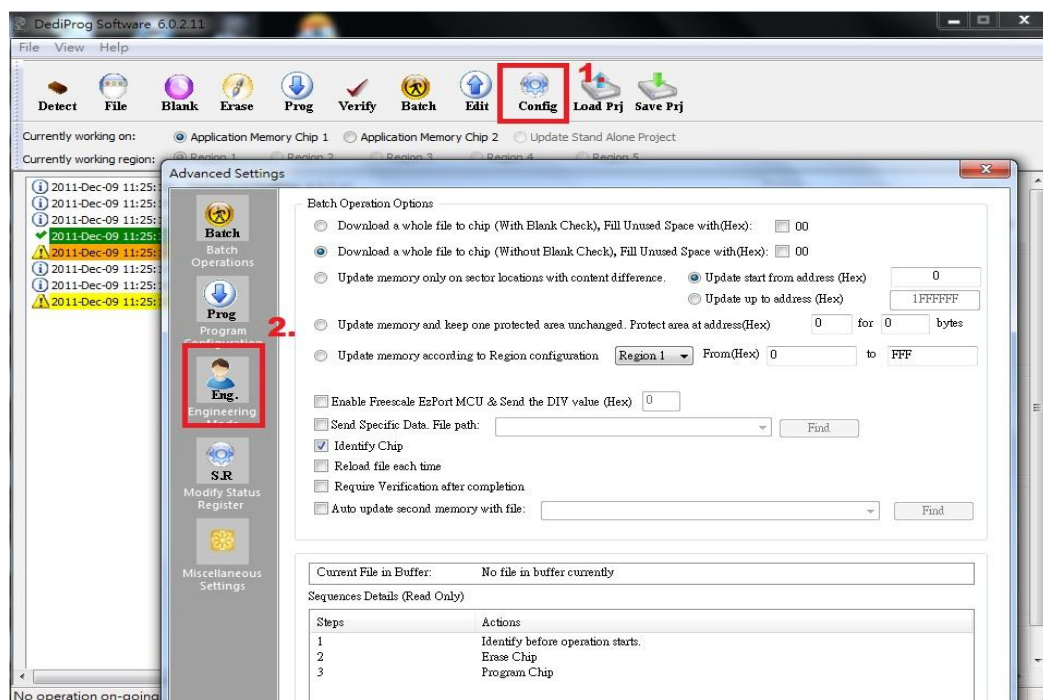 DediProg Software 6.0.2.11
File View Help
1
Detect File Blank Erase Prog Verify Batch Edit Config Load Prj Save Prj
Currently working on: Application Memory Chip 1 Application Memory Chip 2 Update Stand Alone Project
Currently working region: Region 1 Region 2 Region 3 Region 4 Region 5
Advanced Settings
2011-Dec-09 11:25:
2011-Dec-09 11:25:
2011-Dec-09 11:25:
2011-Dec-09 11:25:
2011-Dec-09 11:25:
2011-Dec-09 11:25:
2011-Dec-09 11:25:
2011-Dec-09 11:25:
Batch
Batch
Operations
Prog
Program
Configuration
2.
Eng.
Engineering
Mode
S.R
Modify Status
Register
Miscellaneous
Settings
Batch Operation Options
Download a whole file to chip (With Blank Check), Fill Unused Space with(Hex): 00
Download a whole file to chip (Without Blank Check), Fill Unused Space with(Hex): 00
Update memory only on sector locations with content difference. Update start from address (Hex) 0
Update up to address (Hex) 1FFFFFF
Update memory and keep one protected area unchanged. Protect area at address(Hex) 0 for 0 bytes
Update memory according to Region configuration Region 1 From(Hex) 0 to FFF
Enable Freescale EzPort MCU & Send the DIV value (Hex) 0
Send Specific Data. File path: Find
Identify Chip
Reload file each time
Require Verification after completion
Auto update second memory with file: Find
Current File in Buffer: No file in buffer currently
Sequences Details (Read Only)
Steps Actions
1 Identify before operation starts.
2 Erase Chip
3 Program Chip
No operation on-going